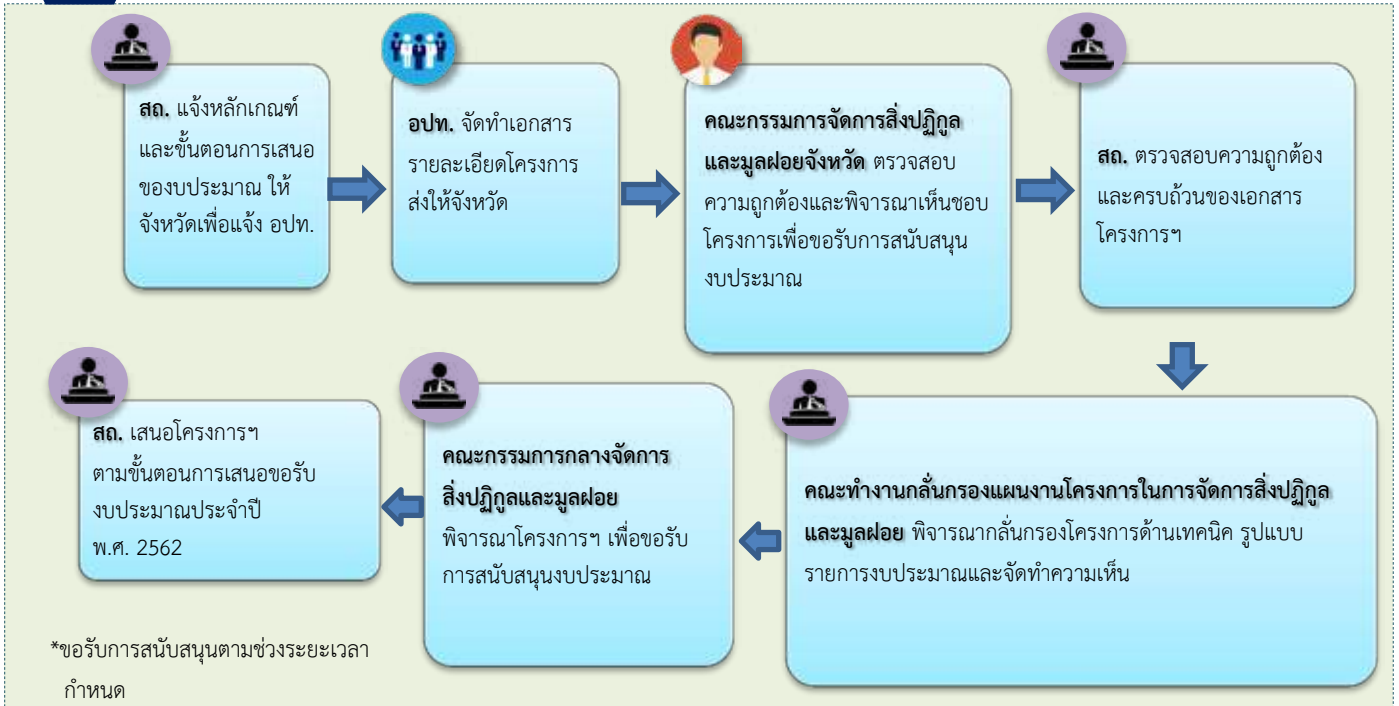 สถ. แจ้งหลักเกณฑ์
และขั้นตอนการเสนอ
ของบประมาณ ให้
จังหวัดเพื่อแจ้ง อปท.
อปท. จัดทำเอกสาร
รายละเอียดโครงการ
ส่งให้จังหวัด
คณะกรรมการจัดการสิ่งปฏิกูล
และมูลฝอยจังหวัด ตรวจสอบ
ความถูกต้องและพิจารณาเห็นชอบ
โครงการเพื่อขอรับการสนับสนุน
งบประมาณ
สถ. ตรวจสอบความถูกต้อง
และครบถ้วนของเอกสาร
โครงการฯ
คณะทำงานกลั่นกรองแผนงานโครงการในการจัดการสิ่งปฏิกูล
และมูลฝอย พิจารณากลั่นกรองโครงการด้านเทคนิค รูปแบบ
รายการงบประมาณและจัดทำความเห็น
คณะกรรมการกลางจัดการ
สิ่งปฏิกูลและมูลฝอย
พิจารณาโครงการฯ เพื่อขอรับ
การสนับสนุนงบประมาณ
สถ. เสนอโครงการฯ
ตามขั้นตอนการเสนอขอรับ
งบประมาณประจำปี
พ.ศ. 2562
*ขอรับการสนับสนุนตามช่วงระยะเวลา
กำหนด